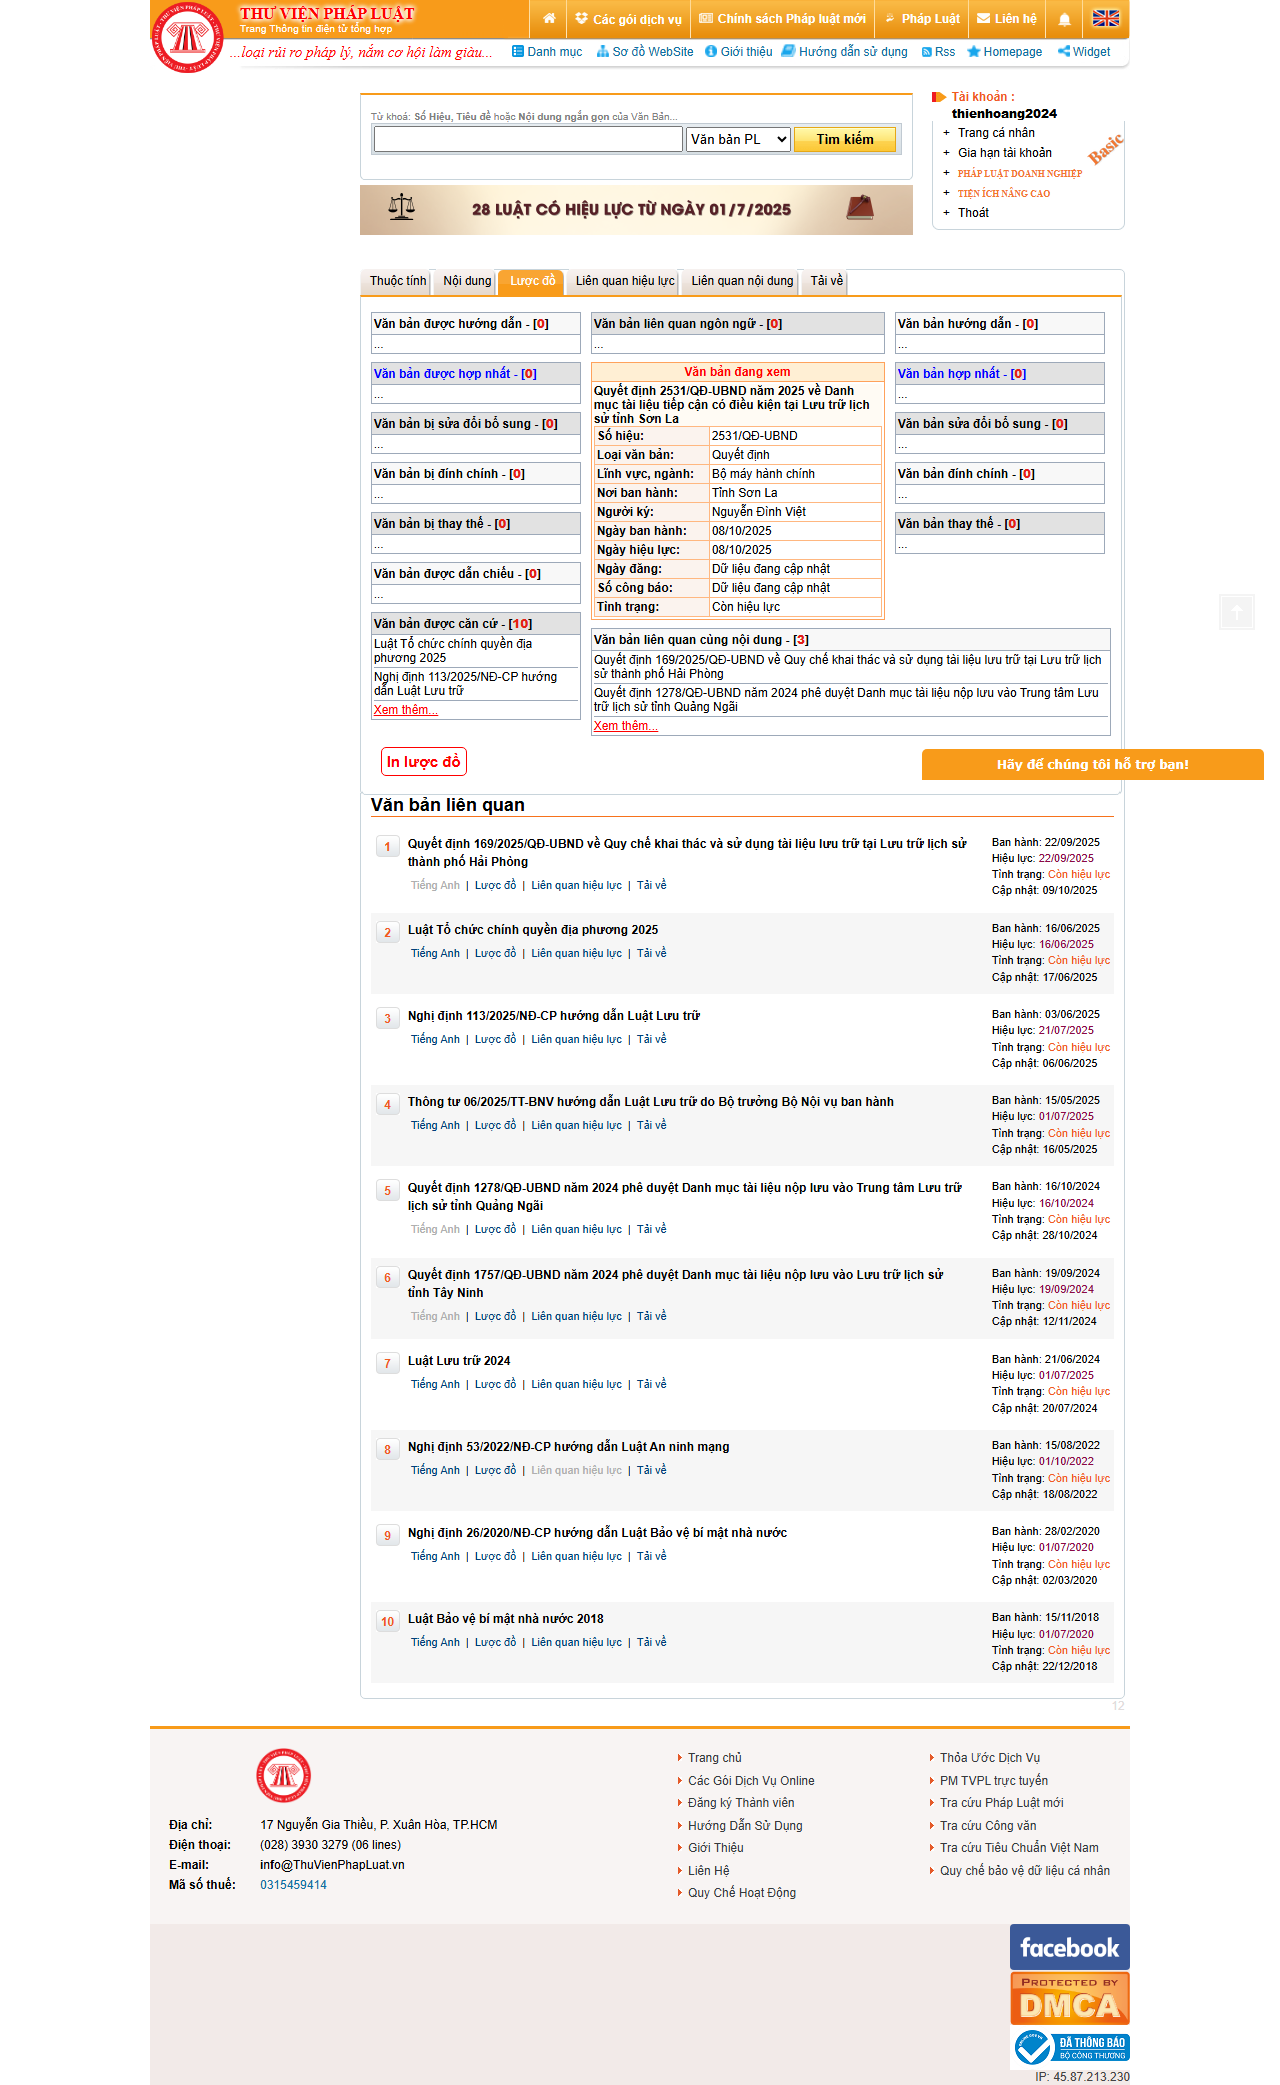 THƯ VIỆN PHÁP LUẬT
Trang Thông tin điện tử tổng hợp
Các gói dịch vụ
Chính sách Pháp luật mới
Pháp Luật
Liên hệ
...loại rủi ro pháp lý, nắm cơ hội làm giàu...
Danh mục
Sơ đồ WebSite
Giới thiệu
Hướng dẫn sử dụng
Rss
Homepage
Widget
Từ khoá: Số Hiệu, Tiêu đề hoặc Nội dung ngắn gọn của Văn Bản...
Văn bản PL
Tìm kiếm
28 LUẬT CÓ HIỆU LỰC TỪ NGÀY 01/7/2025
Tài khoản :
thienhoang2024
+ Trang cá nhân
+ Gia hạn tài khoản
+ PHÁP LUẬT DOANH NGHIỆP
+ TIỆN ÍCH NÂNG CAO
+ Thoát
Basic
Thuộc tính
Nội dung
Lược đồ
Liên quan hiệu lực
Liên quan nội dung
Tải về
Văn bản được hướng dẫn - [0]
...
Văn bản được hợp nhất - [0]
...
Văn bản bị sửa đổi bổ sung - [0]
...
Văn bản bị đính chính - [0]
...
Văn bản bị thay thế - [0]
...
Văn bản được dẫn chiếu - [0]
...
Văn bản được căn cứ - [10]
Luật Tổ chức chính quyền địa
phương 2025
Nghị định 113/2025/NĐ-CP hướng
dẫn Luật Lưu trữ
Xem thêm...
Văn bản liên quan ngôn ngữ - [0]
...
Văn bản đang xem
Quyết định 2531/QĐ-UBND năm 2025 về Danh
mục tài liệu tiếp cận có điều kiện tại Lưu trữ lịch
sử tỉnh Sơn La
Số hiệu: 2531/QĐ-UBND
Loại văn bản: Quyết định
Lĩnh vực, ngành: Bộ máy hành chính
Nơi ban hành: Tỉnh Sơn La
Người ký: Nguyễn Đình Việt
Ngày ban hành: 08/10/2025
Ngày hiệu lực: 08/10/2025
Ngày đăng: Dữ liệu đang cập nhật
Số công báo: Dữ liệu đang cập nhật
Tình trạng: Còn hiệu lực
Văn bản hướng dẫn - [0]
...
Văn bản hợp nhất - [0]
...
Văn bản sửa đổi bổ sung - [0]
...
Văn bản đính chính - [0]
...
Văn bản thay thế - [0]
...
Văn bản liên quan cùng nội dung - [3]
Quyết định 169/2025/QĐ-UBND về Quy chế khai thác và sử dụng tài liệu lưu trữ tại Lưu trữ lịch
sử thành phố Hải Phòng
Quyết định 1278/QĐ-UBND năm 2024 phê duyệt Danh mục tài liệu nộp lưu vào Trung tâm Lưu
trữ lịch sử tỉnh Quảng Ngãi
Xem thêm...
In lược đồ
Hãy để chúng tôi hỗ trợ bạn!
Văn bản liên quan
1
Quyết định 169/2025/QĐ-UBND về Quy chế khai thác và sử dụng tài liệu lưu trữ tại Lưu trữ lịch sử
thành phố Hải Phòng
Tiếng Anh | Lược đồ | Liên quan hiệu lực | Tải về
Ban hành: 22/09/2025
Hiệu lực: 22/09/2025
Tình trạng: Còn hiệu lực
Cập nhật: 09/10/2025
2
Luật Tổ chức chính quyền địa phương 2025
Tiếng Anh | Lược đồ | Liên quan hiệu lực | Tải về
Ban hành: 16/06/2025
Hiệu lực: 16/06/2025
Tình trạng: Còn hiệu lực
Cập nhật: 17/06/2025
3
Nghị định 113/2025/NĐ-CP hướng dẫn Luật Lưu trữ
Tiếng Anh | Lược đồ | Liên quan hiệu lực | Tải về
Ban hành: 03/06/2025
Hiệu lực: 21/07/2025
Tình trạng: Còn hiệu lực
Cập nhật: 06/06/2025
4
Thông tư 06/2025/TT-BNV hướng dẫn Luật Lưu trữ do Bộ trưởng Bộ Nội vụ ban hành
Tiếng Anh | Lược đồ | Liên quan hiệu lực | Tải về
Ban hành: 15/05/2025
Hiệu lực: 01/07/2025
Tình trạng: Còn hiệu lực
Cập nhật: 16/05/2025
5
Quyết định 1278/QĐ-UBND năm 2024 phê duyệt Danh mục tài liệu nộp lưu vào Trung tâm Lưu trữ
lịch sử tỉnh Quảng Ngãi
Tiếng Anh | Lược đồ | Liên quan hiệu lực | Tải về
Ban hành: 16/10/2024
Hiệu lực: 16/10/2024
Tình trạng: Còn hiệu lực
Cập nhật: 28/10/2024
6
Quyết định 1757/QĐ-UBND năm 2024 phê duyệt Danh mục tài liệu nộp lưu vào Lưu trữ lịch sử
tỉnh Tây Ninh
Tiếng Anh | Lược đồ | Liên quan hiệu lực | Tải về
Ban hành: 19/09/2024
Hiệu lực: 19/09/2024
Tình trạng: Còn hiệu lực
Cập nhật: 12/11/2024
7
Luật Lưu trữ 2024
Tiếng Anh | Lược đồ | Liên quan hiệu lực | Tải về
Ban hành: 21/06/2024
Hiệu lực: 01/07/2025
Tình trạng: Còn hiệu lực
Cập nhật: 20/07/2024
8
Nghị định 53/2022/NĐ-CP hướng dẫn Luật An ninh mạng
Tiếng Anh | Lược đồ | Liên quan hiệu lực | Tải về
Ban hành: 15/08/2022
Hiệu lực: 01/10/2022
Tình trạng: Còn hiệu lực
Cập nhật: 18/08/2022
9
Nghị định 26/2020/NĐ-CP hướng dẫn Luật Bảo vệ bí mật nhà nước
Tiếng Anh | Lược đồ | Liên quan hiệu lực | Tải về
Ban hành: 28/02/2020
Hiệu lực: 01/07/2020
Tình trạng: Còn hiệu lực
Cập nhật: 02/03/2020
10
Luật Bảo vệ bí mật nhà nước 2018
Tiếng Anh | Lược đồ | Liên quan hiệu lực | Tải về
Ban hành: 15/11/2018
Hiệu lực: 01/07/2020
Tình trạng: Còn hiệu lực
Cập nhật: 22/12/2018
12
Địa chỉ: 17 Nguyễn Gia Thiều, P. Xuân Hòa, TP.HCM
Điện thoại: (028) 3930 3279 (06 lines)
E-mail: info@ThuVienPhapLuat.vn
Mã số thuế: 0315459414
Trang chủ
Các Gói Dịch Vụ Online
Đăng ký Thành viên
Hướng Dẫn Sử Dụng
Giới Thiệu
Liên Hệ
Quy Chế Hoạt Động
Thỏa Ước Dịch Vụ
PM TVPL trực tuyến
Tra cứu Pháp Luật mới
Tra cứu Công văn
Tra cứu Tiêu Chuẩn Việt Nam
Quy chế bảo vệ dữ liệu cá nhân
facebook
PROTECTED BY
DMCA
ĐÃ THÔNG BÁO
BỘ CÔNG THƯƠNG
IP: 45.87.213.230